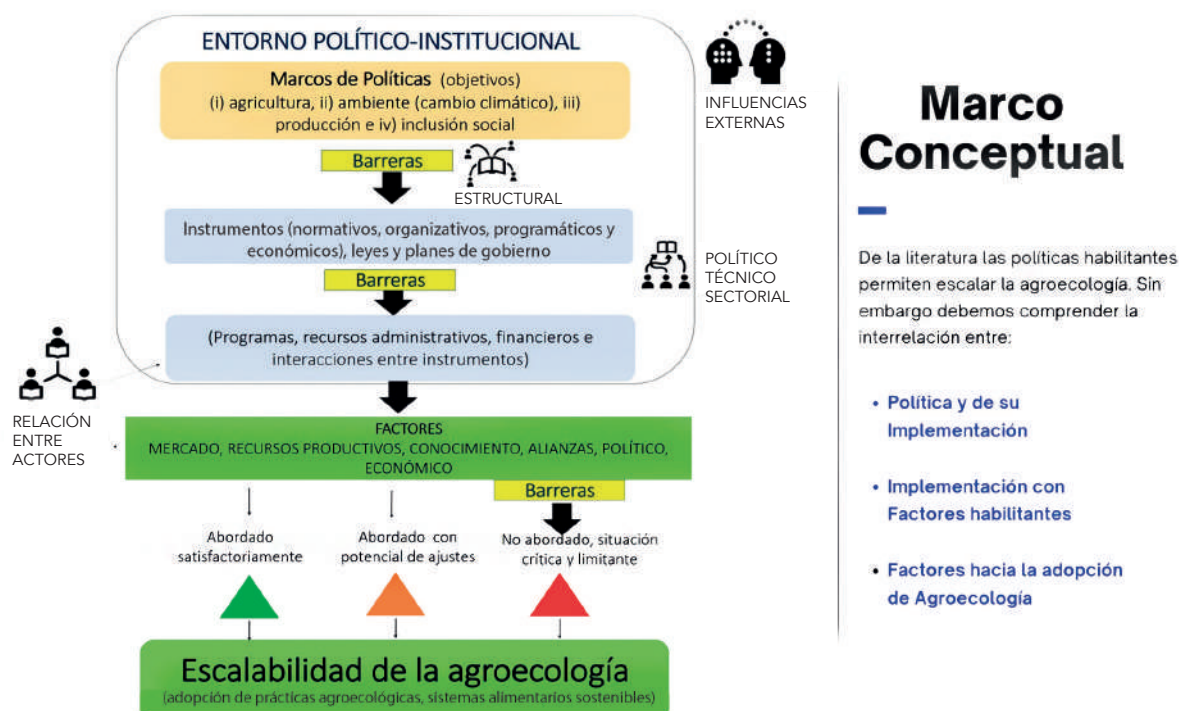 ENTORNO POLÍTICO-INSTITUCIONAL
Marcos de Políticas (objetivos)
(i) agricultura, ii) ambiente (cambio climático), iii)
producción e iv) inclusión social
INFLUENCIAS
EXTERNAS
Barreras
ESTRUCTURAL
Instrumentos (normativos, organizativos, programáticos y
económicos), leyes y planes de gobierno
POLÍTICO
TÉCNICO
SECTORIAL
Barreras
(Programas, recursos administrativos, financieros e
interacciones entre instrumentos)
RELACIÓN
ENTRE
ACTORES
FACTORES
MERCADO, RECURSOS PRODUCTIVOS, CONOCIMIENTO, ALIANZAS, POLÍTICO,
ECONÓMICO
Barreras
Abordado
satisfactoriamente
Abordado con
potencial de ajustes
No abordado, situación
crítica y limitante
Escalabilidad de la agroecología
(adopción de prácticas agroecológicas, sistemas alimentarios sostenibles)
Marco
Conceptual
De la literatura las políticas habilitantes
permiten escalar la agroecología. Sin
embargo debemos comprender la
interrelación entre:
• Política y de su
Implementación
• Implementación con
Factores habilitantes
• Factores hacia la adopción
de Agroecología